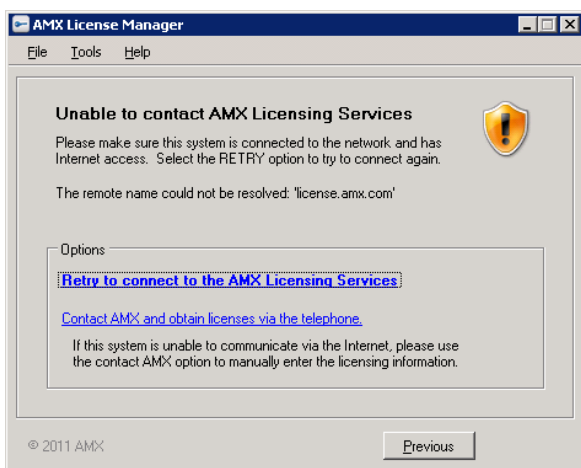 AMX License Manager
File Tools Help
Unable to contact AMX Licensing Services
Please make sure this system is connected to the network and has
Internet access. Select the RETRY option to try to connect again.
The remote name could not be resolved: 'license.amx.com'
Options
Retry to connect to the AMX Licensing Services
Contact AMX and obtain licenses via the telephone.
If this system is unable to communicate via the Internet, please use
the contact AMX option to manually enter the licensing information.
© 2011 AMX
Previous